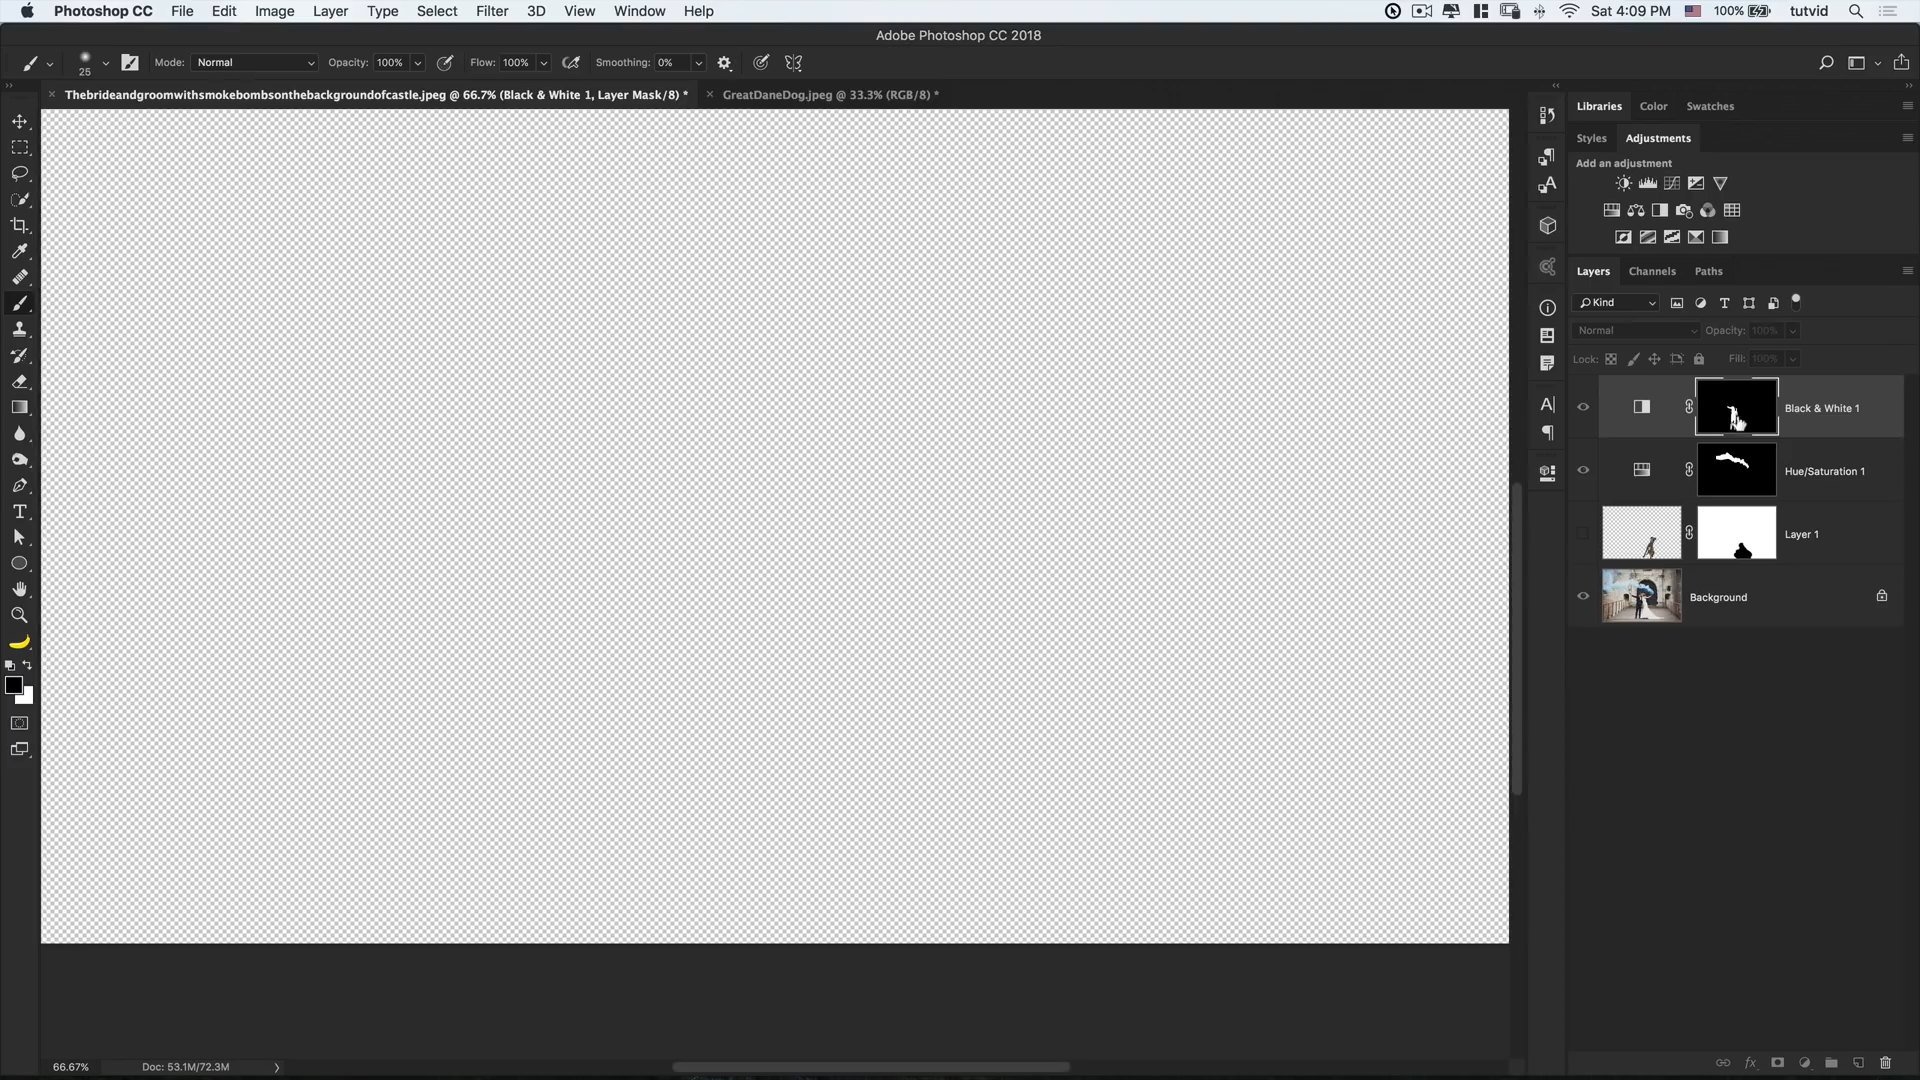 Photoshop CC File Edit Image Layer Type Select Filter 3D View Window Help 100% Sat 4:09 PM tutvid
Adobe Photoshop CC 2018
25 Mode: Normal Opacity: 100% Flow: 100% Smoothing: 0%
Thebrideandgroomwithsmokebombsonthebackgroundofcastle.jpeg @ 66.7% (Black & White 1, Layer Mask/8) * GreatDaneDog.jpeg @ 33.3% (RGB/8) *
Libraries Color Swatches
Styles Adjustments
Add an adjustment
Layers Channels Paths
Kind
Normal Opacity: 100%
Lock: Fill: 100%
Black & White 1
Hue/Saturation 1
Layer 1
Background
66.67% Doc: 53.1M/72.3M